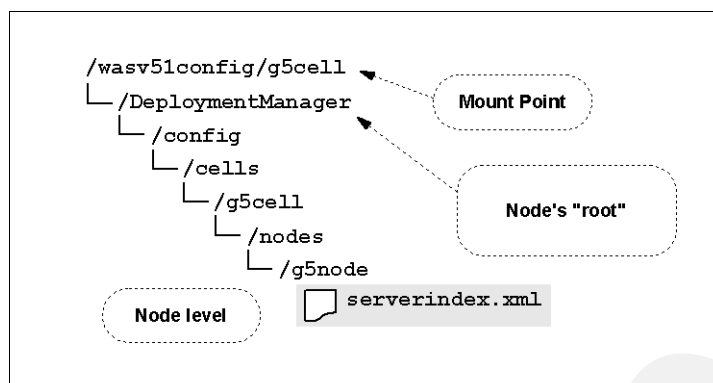 /wasv51config/g5cell
Mount Point
/DeploymentManager
/config
/cells
Node's "root"
/g5cell
/nodes
/g5node
Node level
serverindex.xml